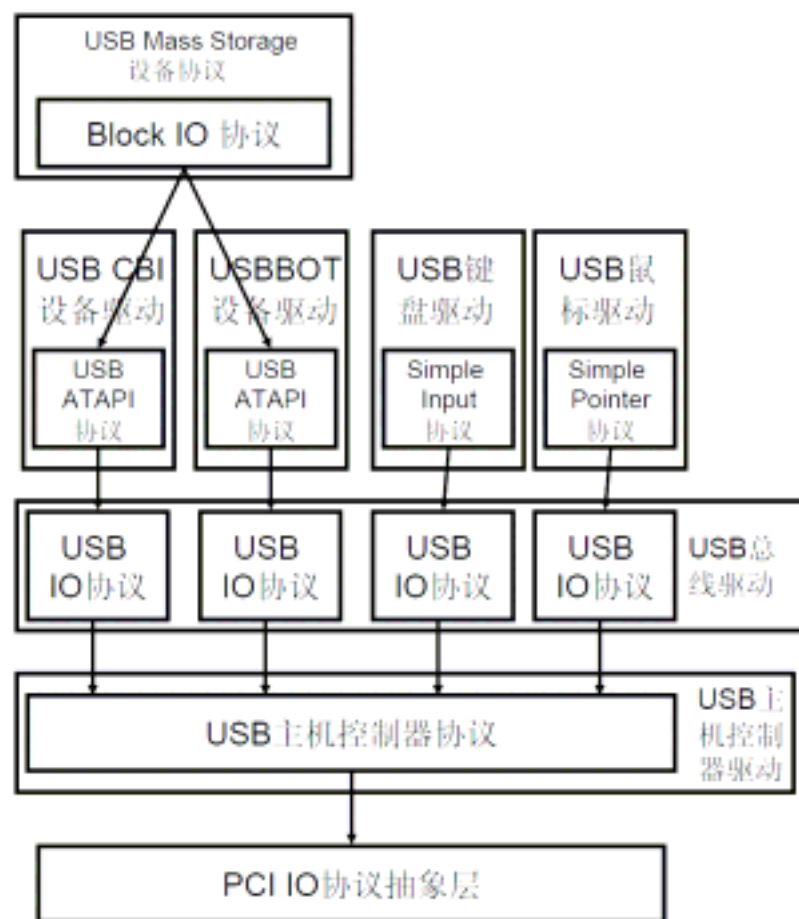 USB Mass Storage
设备协议
Block IO 协议
USB CBI
设备驱动
USB
ATAPI
协议
USBBOT
设备驱动
USB
ATAPI
协议
USB键
盘驱动
Simple
Input
协议
USB鼠
标驱动
Simple
Pointer
协议
USB
IO协议
USB
IO协议
USB
IO协议
USB
IO协议
USB总
线驱动
USB主机控制器协议
USB主
机控制
器驱动
PCI IO协议抽象层